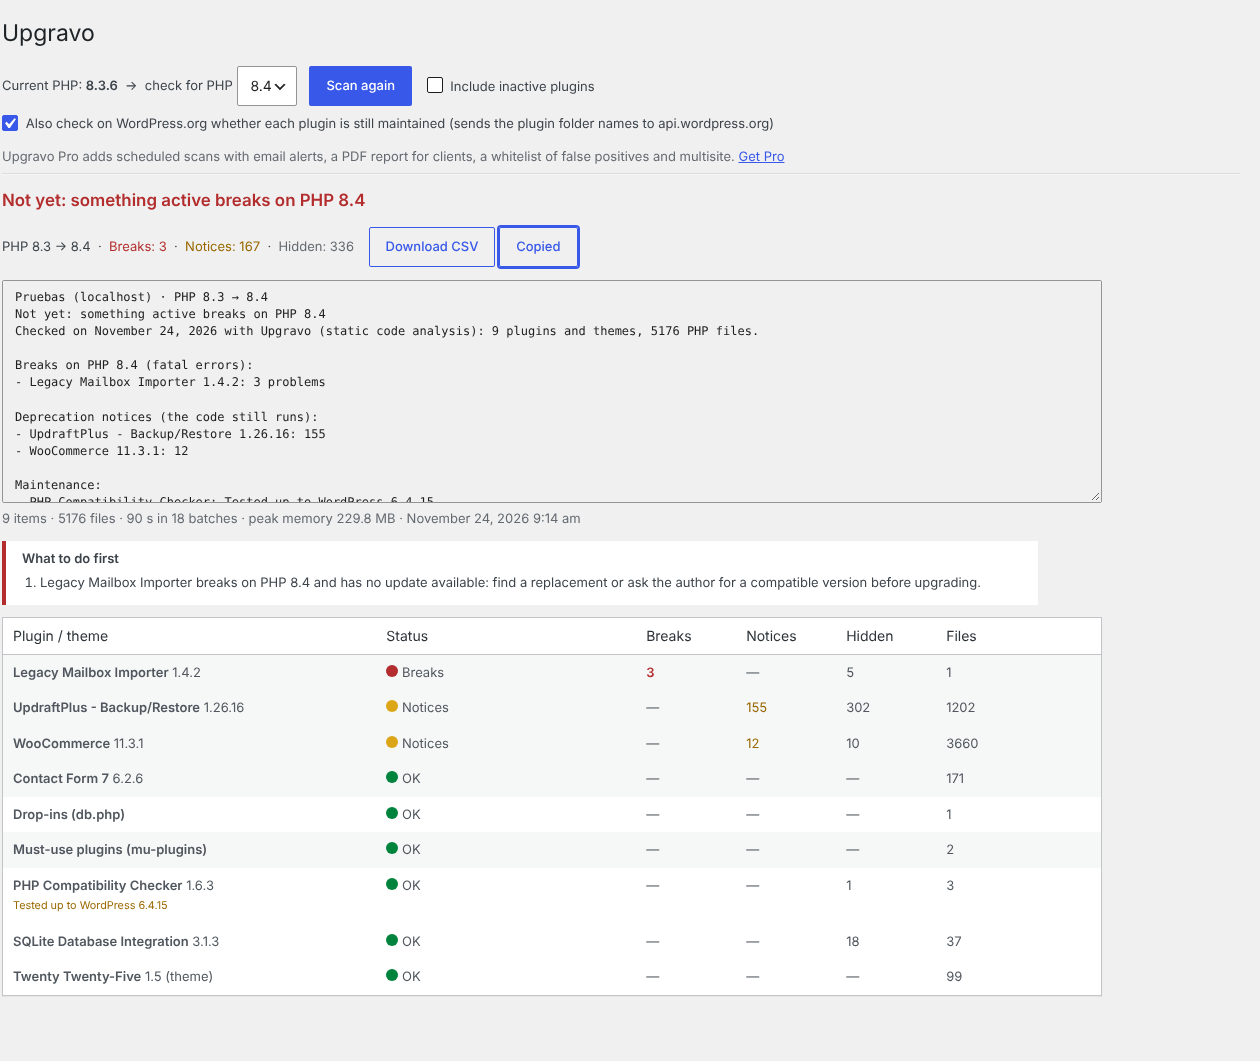 Upgravo
Current PHP: 8.3.6 → check for PHP 8.4 Scan again Include inactive plugins
Also check on WordPress.org whether each plugin is still maintained (sends the plugin folder names to api.wordpress.org)
Upgravo Pro adds scheduled scans with email alerts, a PDF report for clients, a whitelist of false positives and multisite. Get Pro
Not yet: something active breaks on PHP 8.4
PHP 8.3 → 8.4 · Breaks: 3 · Notices: 167 · Hidden: 336 Download CSV Copied
Pruebas (localhost) · PHP 8.3 → 8.4
Not yet: something active breaks on PHP 8.4
Checked on November 24, 2026 with Upgravo (static code analysis): 9 plugins and themes, 5176 PHP files.
Breaks on PHP 8.4 (fatal errors):
- Legacy Mailbox Importer 1.4.2: 3 problems
Deprecation notices (the code still runs):
- UpdraftPlus - Backup/Restore 1.26.16: 155
- WooCommerce 11.3.1: 12
Maintenance:
- PHP Compatibility Checker: Tested up to WordPress 6.4.15
9 items · 5176 files · 90 s in 18 batches · peak memory 229.8 MB · November 24, 2026 9:14 am
What to do first
1. Legacy Mailbox Importer breaks on PHP 8.4 and has no update available: find a replacement or ask the author for a compatible version before upgrading.
Plugin / theme Status Breaks Notices Hidden Files
Legacy Mailbox Importer 1.4.2 Breaks 3 — 5 1
UpdraftPlus - Backup/Restore 1.26.16 Notices — 155 302 1202
WooCommerce 11.3.1 Notices — 12 10 3660
Contact Form 7 6.2.6 OK — — — 171
Drop-ins (db.php) OK — — — 1
Must-use plugins (mu-plugins) OK — — — 2
PHP Compatibility Checker 1.6.3 OK — — 1 3
Tested up to WordPress 6.4.15
SQLite Database Integration 3.1.3 OK — — 18 37
Twenty Twenty-Five 1.5 (theme) OK — — — 99